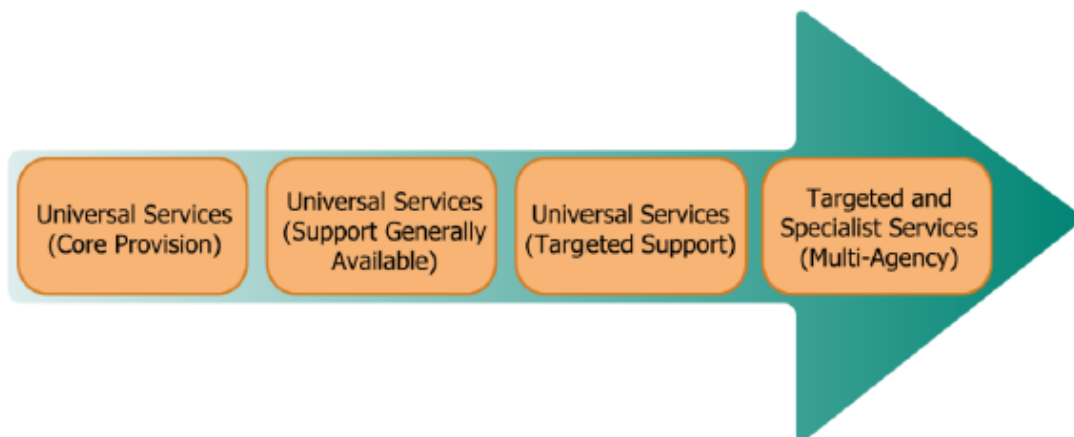 Universal Services
(Core Provision)
Universal Services
(Support Generally
Available)
Universal Services
(Targeted Support)
Targeted and
Specialist Services
(Multi-Agency)